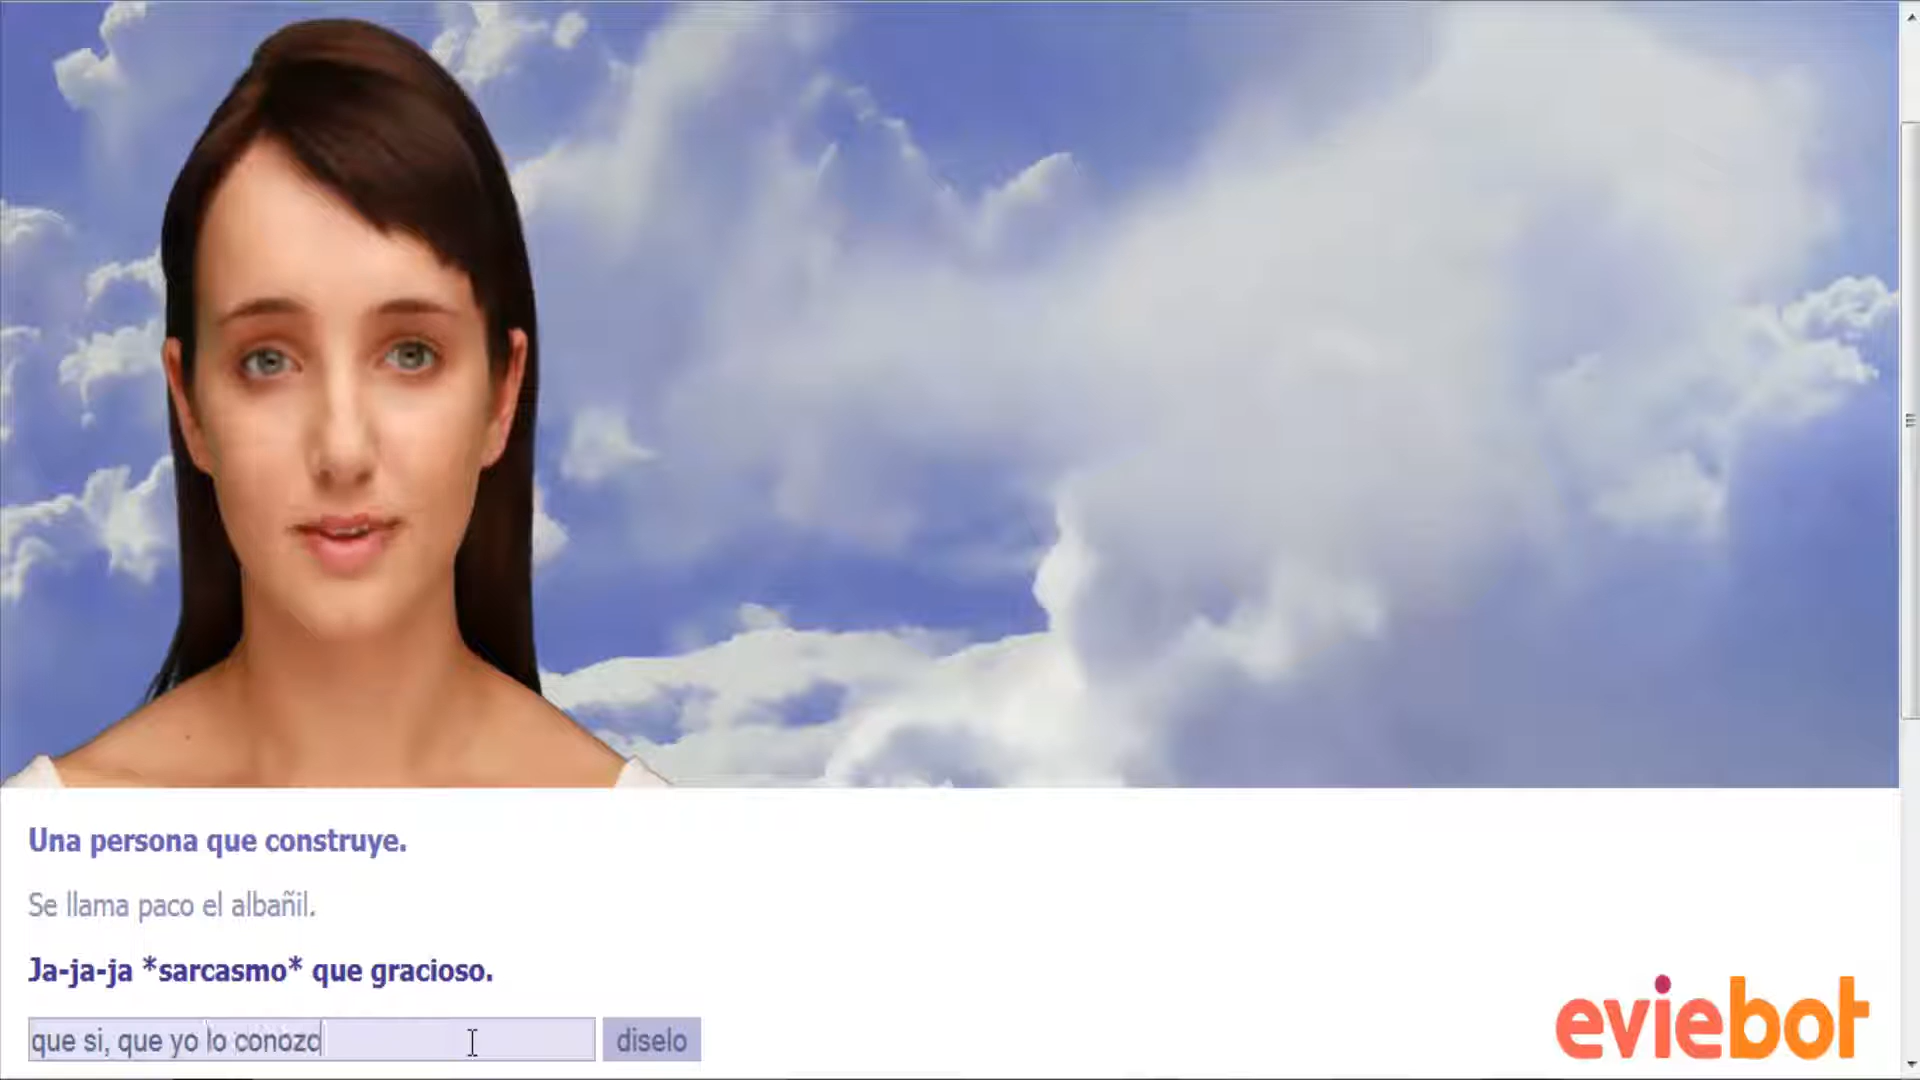 Una persona que construye.
Se llama paco el albañil.
Ja-ja-ja *sarcasmo* que gracioso.
que si, que yo lo conozc
diselo
eviebot